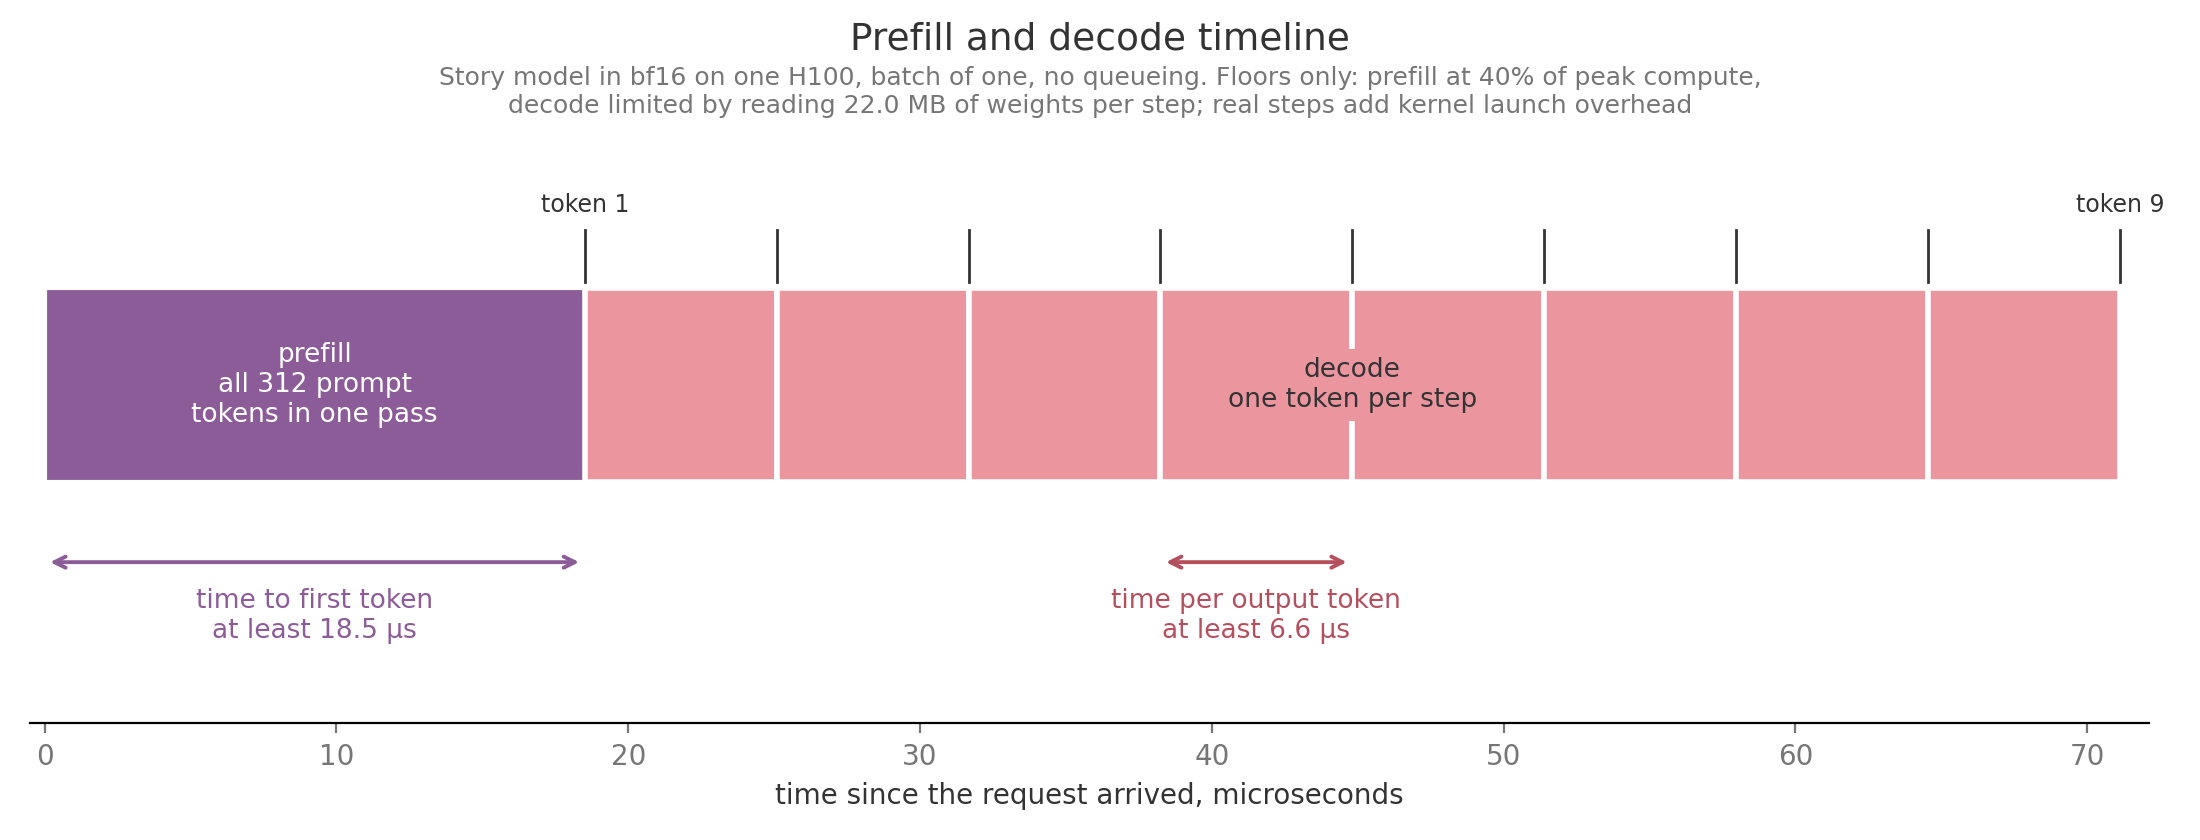 Prefill and decode timeline
Story model in bf16 on one H100, batch of one, no queueing. Floors only: prefill at 40% of peak compute,
decode limited by reading 22.0 MB of weights per step; real steps add kernel launch overhead
token 1
token 9
prefill
all 312 prompt
tokens in one pass
decode
one token per step
time to first token
at least 18.5 µs
time per output token
at least 6.6 µs
0 10 20 30 40 50 60 70
time since the request arrived, microseconds